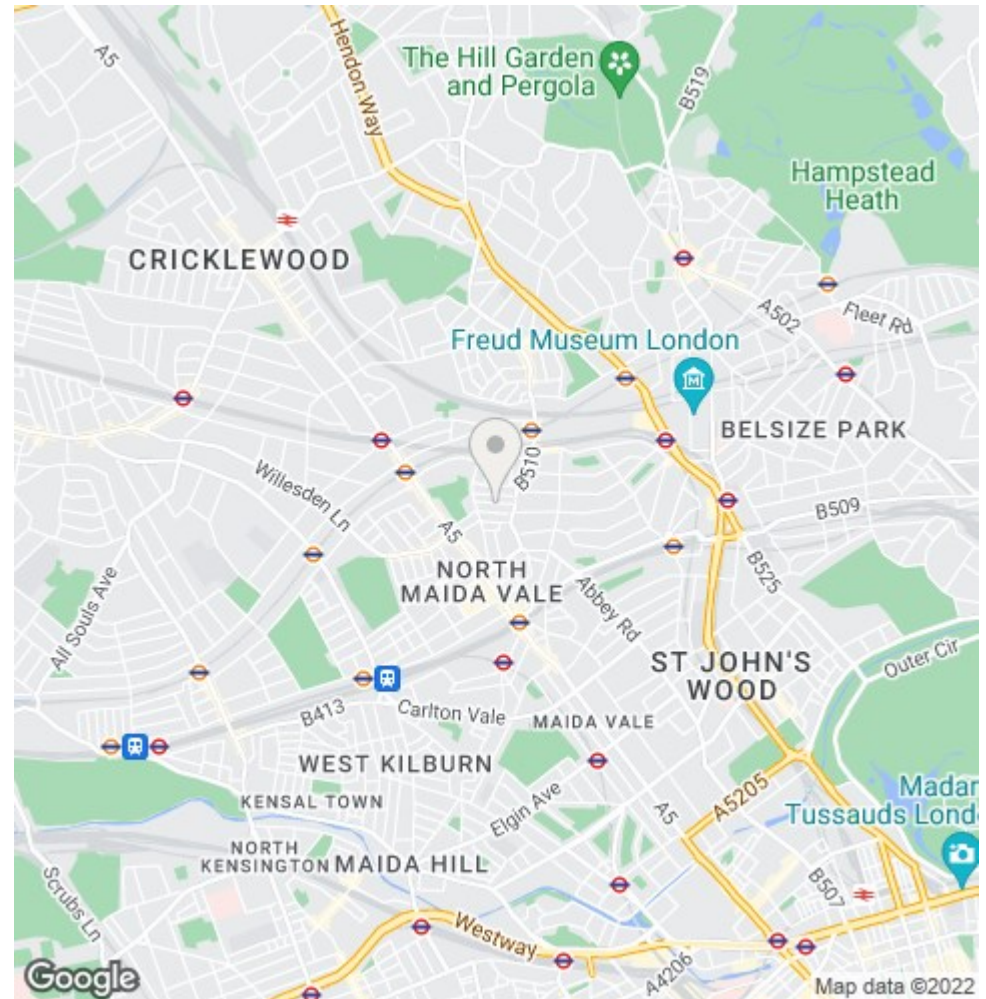 A5
Hendon Way
The Hill Garden
and Pergola
B519
Hampstead
Heath
CRICKLEWOOD
A502
Fleet Rd
Freud Museum London
M
BELSIZE PARK
B510
Willesden Ln
A5
B509
NORTH
MAIDA VALE
B525
Abbey Rd
All Souls Ave
ST JOHN'S
WOOD
Outer Cir
B413
Carlton Vale
MAIDA VALE
WEST KILBURN
Madam
Tussauds Londo
KENSAL TOWN
Elgin Ave
A5
A5205
NORTH
KENSINGTON
MAIDA HILL
B507
Scrubs Ln
Westway
A4206
Google
Map data ©2022